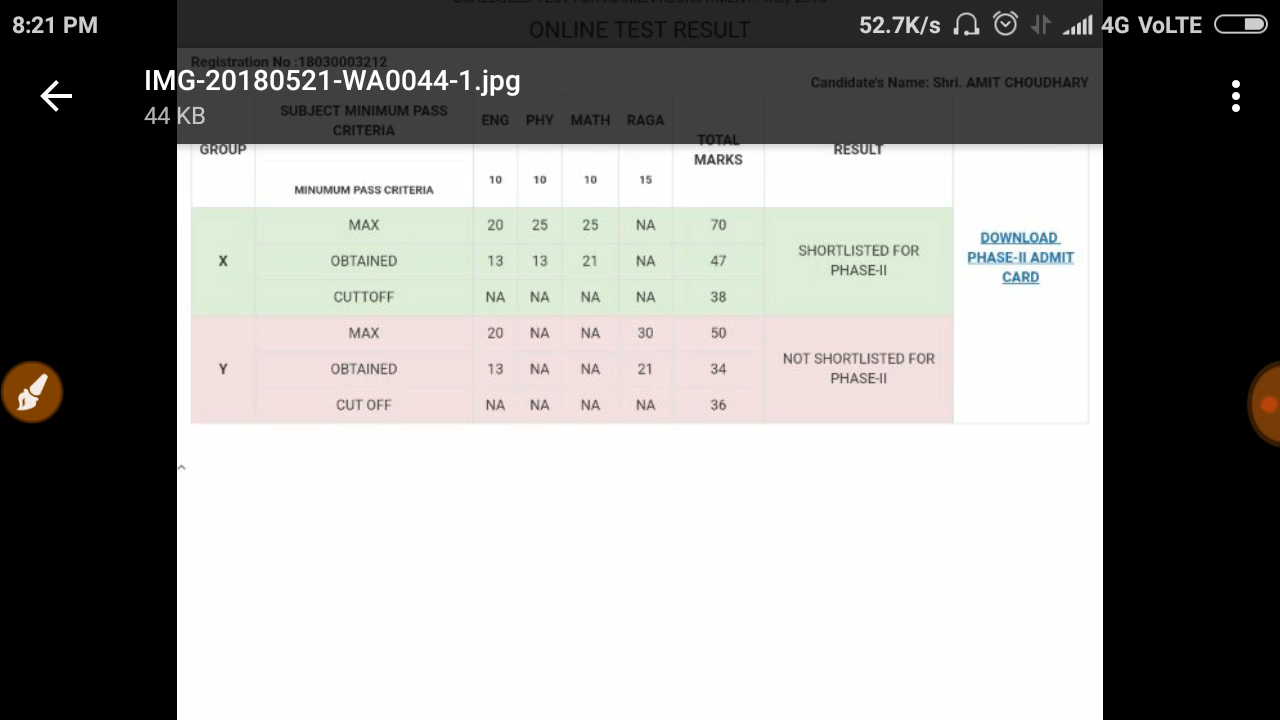 8:21 PM
52.7K/s
4G VoLTE
ONLINE TEST RESULT
Registration No :18030003212
IMG-20180521-WA0044-1.jpg
44 KB
Candidate's Name: Shri. AMIT CHOUDHARY
GROUP
SUBJECT MINIMUM PASS
CRITERIA
ENG PHY MATH RAGA
TOTAL
MARKS
RESULT
MINUMUM PASS CRITERIA 10 10 10 15
X
MAX 20 25 25 NA 70
OBTAINED 13 13 21 NA 47
CUTTOFF NA NA NA NA 38
SHORTLISTED FOR
PHASE-II
DOWNLOAD
PHASE-II ADMIT
CARD
Y
MAX 20 NA NA 30 50
OBTAINED 13 NA NA 21 34
CUT OFF NA NA NA NA 36
NOT SHORTLISTED FOR
PHASE-II